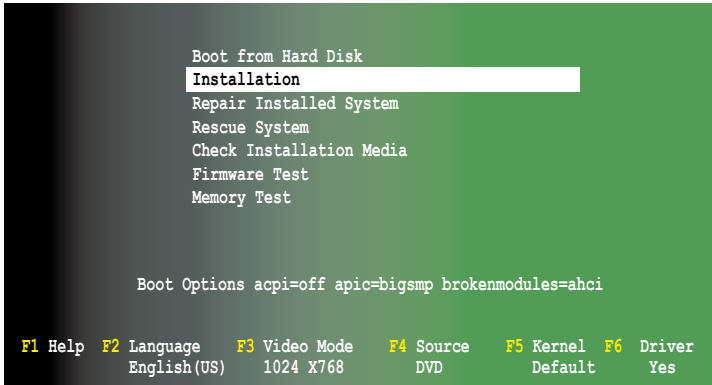 Boot from Hard Disk
Installation
Repair Installed System
Rescue System
Check Installation Media
Firmware Test
Memory Test
Boot Options acpi=off apic=bigsmp brokenmodules=ahci
F1 Help F2 Language F3 Video Mode F4 Source F5 Kernel F6 Driver
English(US) 1024 X768 DVD Default Yes